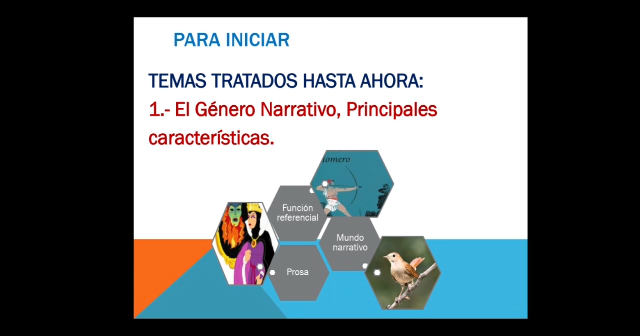 PARA INICIAR
TEMAS TRATADOS HASTA AHORA:
1.- El Género Narrativo, Principales
características.
Función
referencial
Mundo
narrativo
Prosa